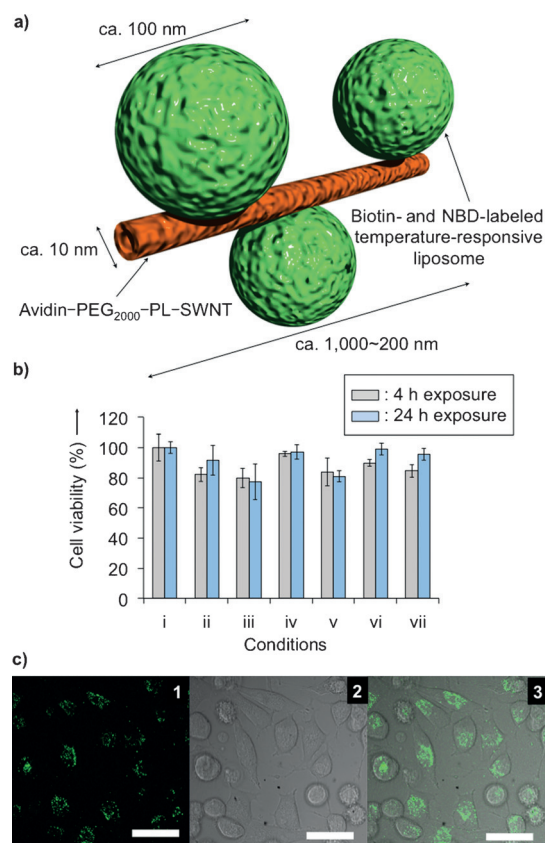 a)
ca. 100 nm
ca. 10 nm
Biotin- and NBD-labeled
temperature-responsive
liposome
Avidin−PEG2000−PL−SWNT
ca. 1,000~200 nm
b)
: 4 h exposure
: 24 h exposure
Cell viability (%) ⟶
120
100
80
60
40
20
0
i ii iii iv v vi vii
Conditions
c)
1 2 3